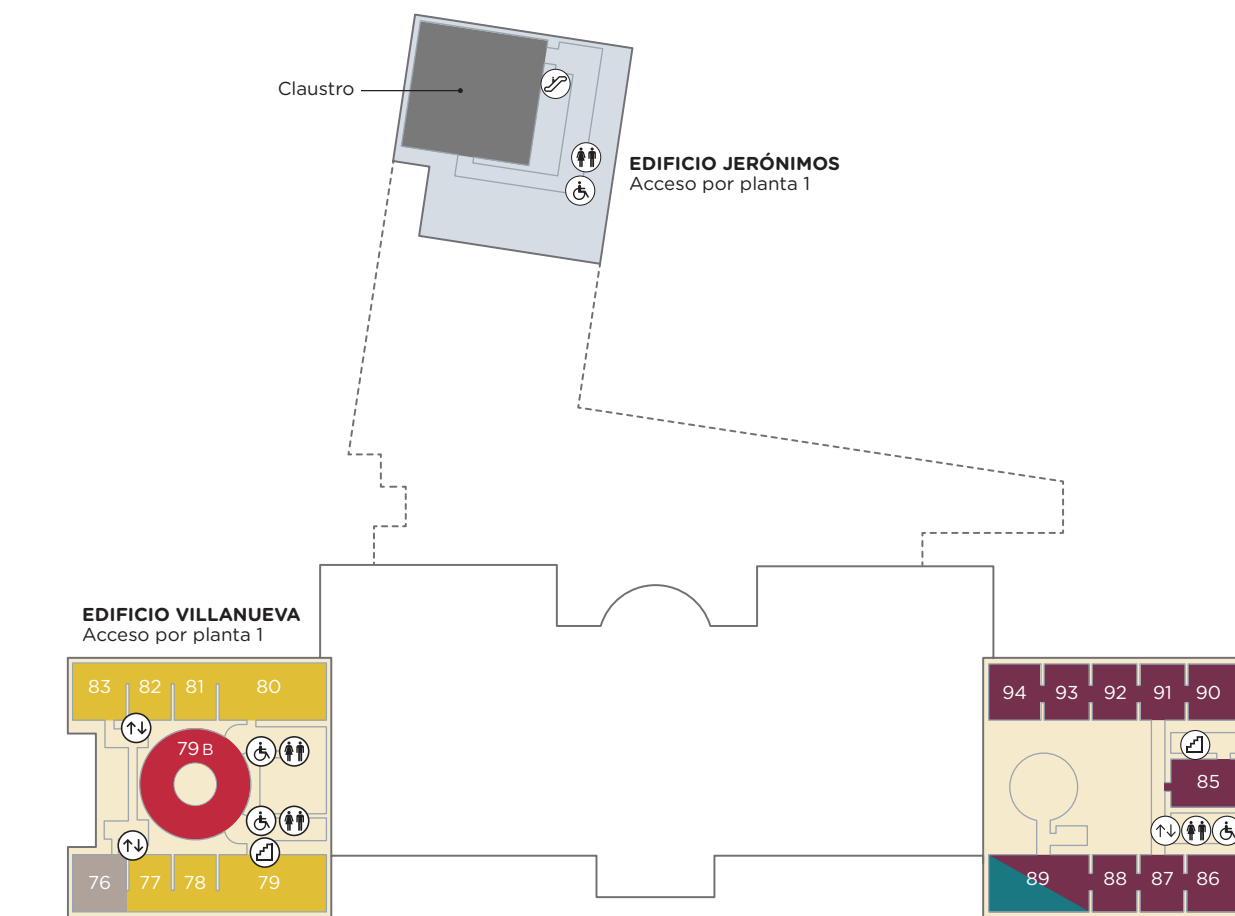 Claustro
EDIFICIO JERÓNIMOS
Acceso por planta 1
EDIFICIO VILLANUEVA
Acceso por planta 1
83 82 81 80
79 B
76 77 78 79
94 93 92 91 90
85
89 88 87 86